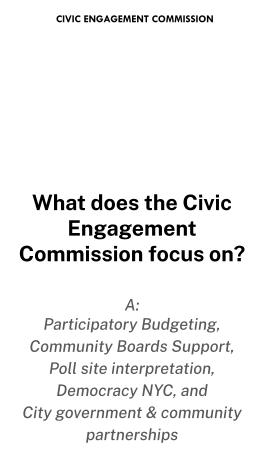 CIVIC ENGAGEMENT COMMISSION
What does the Civic
Engagement
Commission focus on?
A:
Participatory Budgeting,
Community Boards Support,
Poll site interpretation,
Democracy NYC, and
City government & community
partnerships